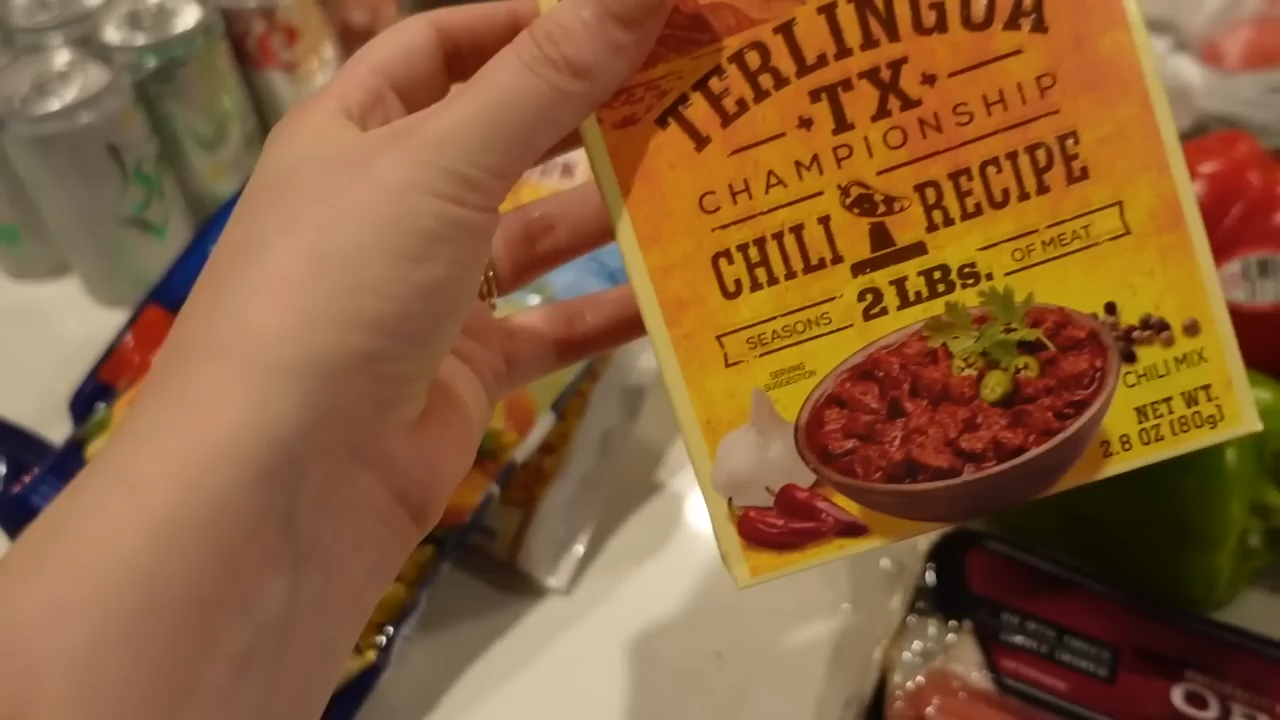 TERLINGUA
TX
CHAMPIONSHIP
CHILI RECIPE
SEASONS 2 LBs. OF MEAT
SERVING
SUGGESTION
CHILI MIX
NET WT.
2.8 OZ (80g)